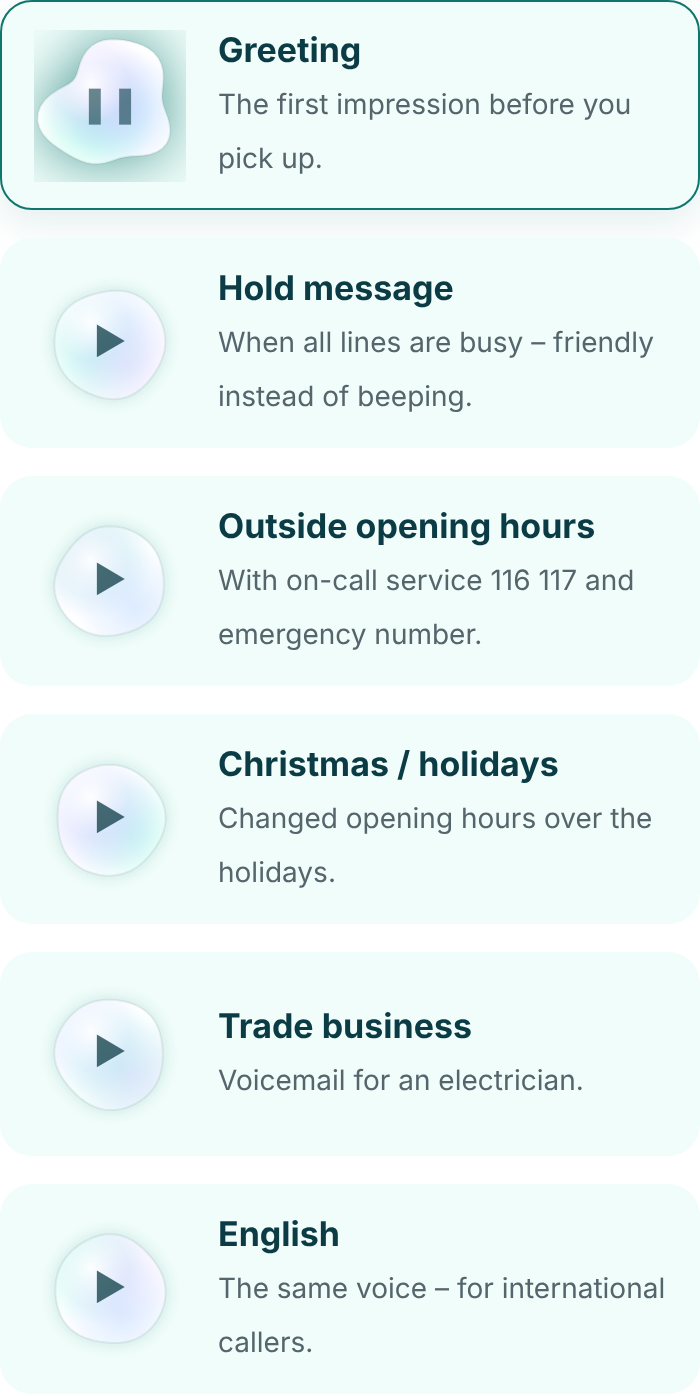 Greeting
The first impression before you
pick up.
Hold message
When all lines are busy – friendly
instead of beeping.
Outside opening hours
With on-call service 116 117 and
emergency number.
Christmas / holidays
Changed opening hours over the
holidays.
Trade business
Voicemail for an electrician.
English
The same voice – for international
callers.